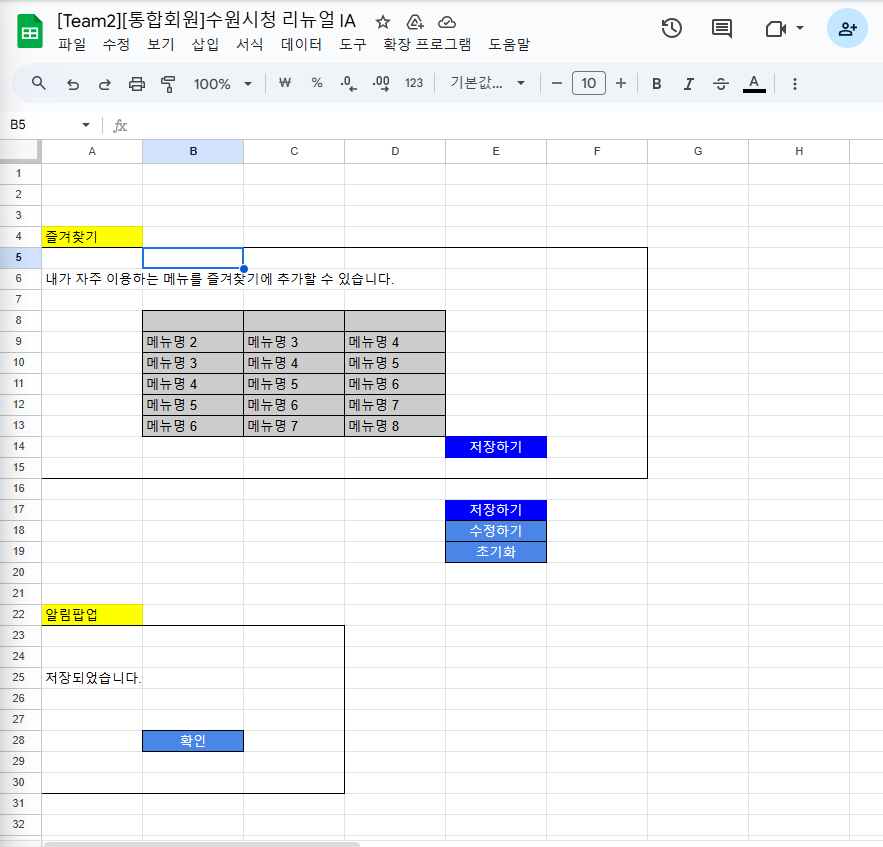 [Team2][통합회원]수원시청 리뉴얼 IA
파일 수정 보기 삽입 서식 데이터 도구 확장 프로그램 도움말
100% ₩ % .0 .00 123 기본값... − 10 + B I S A
B5 fx
A B C D E F G H
1
2
3
4 즐겨찾기
5
6 내가 자주 이용하는 메뉴를 즐겨찾기에 추가할 수 있습니다.
7
8
9 메뉴명 2 메뉴명 3 메뉴명 4
10 메뉴명 3 메뉴명 4 메뉴명 5
11 메뉴명 4 메뉴명 5 메뉴명 6
12 메뉴명 5 메뉴명 6 메뉴명 7
13 메뉴명 6 메뉴명 7 메뉴명 8
14 저장하기
15
16
17 저장하기
18 수정하기
19 초기화
20
21
22 알림팝업
23
24
25 저장되었습니다.
26
27
28 확인
29
30
31
32